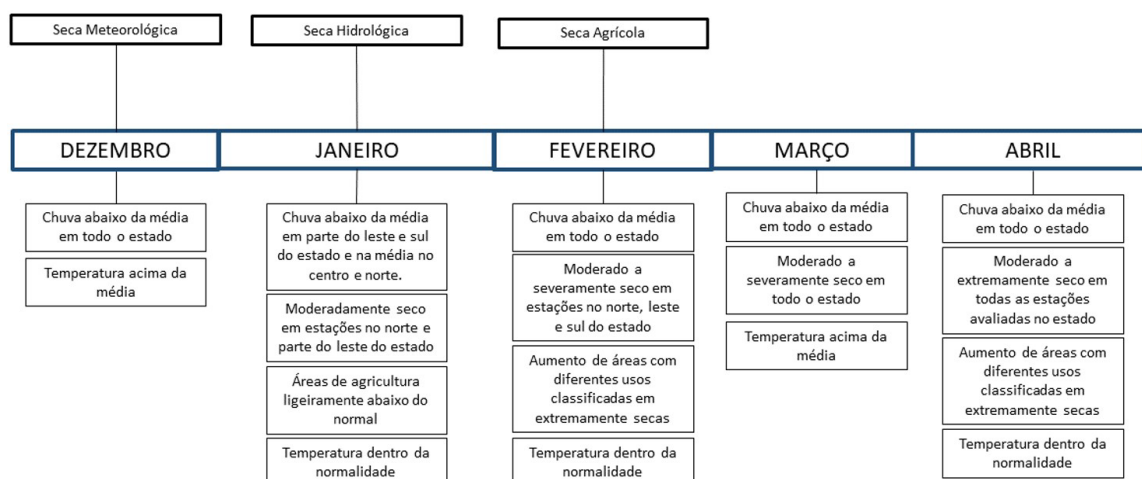 Seca Meteorológica
Seca Hidrológica
Seca Agrícola
DEZEMBRO
JANEIRO
FEVEREIRO
MARÇO
ABRIL
Chuva abaixo da média
em todo o estado
Temperatura acima da
média
Chuva abaixo da média
em parte do leste e sul
do estado e na média no
centro e norte.
Moderadamente seco
em estações no norte e
parte do leste do estado
Áreas de agricultura
ligeiramente abaixo do
normal
Temperatura dentro da
normalidade
Chuva abaixo da média
em todo o estado
Moderado a
severamente seco em
estações no norte, leste
e sul do estado
Aumento de áreas com
diferentes usos
classificadas em
extremamente secas
Temperatura dentro da
normalidade
Chuva abaixo da média
em todo o estado
Moderado a
severamente seco em
todo o estado
Temperatura acima da
média
Chuva abaixo da média
em todo o estado
Moderado a
extremamente seco em
todas as estações
avaliadas no estado
Aumento de áreas com
diferentes usos
classificadas em
extremamente secas
Temperatura dentro da
normalidade